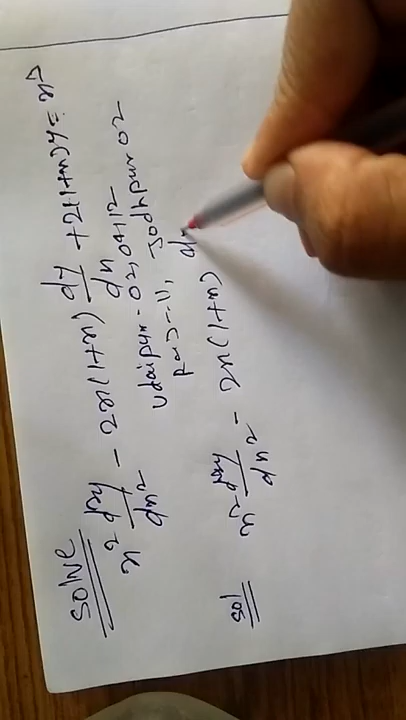 Solve
x² d²y/dx² - 2x(1+x) dy/dx + 2(1+x)y = x³
Udaipur - 02, 04, 12
Raj - 11, Jodhpur 02
Sol x² d²y/dx² - 2x(1+x) dy